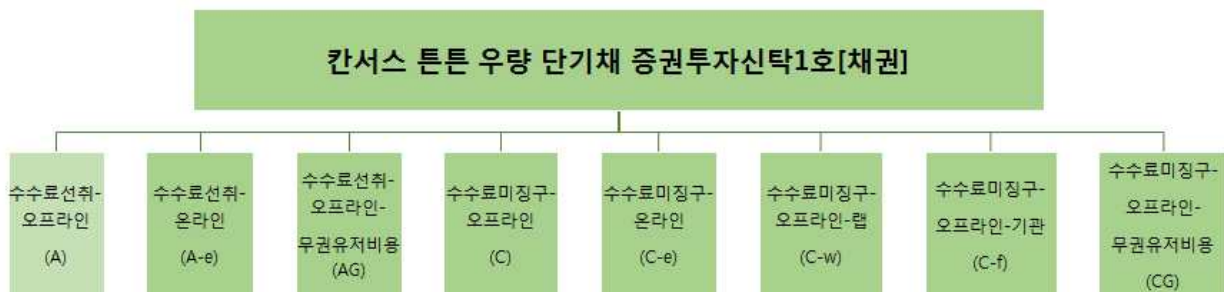 칸서스 튼튼 우량 단기채 증권투자신탁1호[채권]
수수료선취-
오프라인
(A)
수수료선취-
온라인
(A-e)
수수료선취-
오프라인-
무권유저비용
(AG)
수수료미징구-
오프라인
(C)
수수료미징구-
온라인
(C-e)
수수료미징구-
오프라인-랩
(C-w)
수수료미징구-
오프라인-기관
(C-f)
수수료미징구-
오프라인-
무권유저비용
(CG)